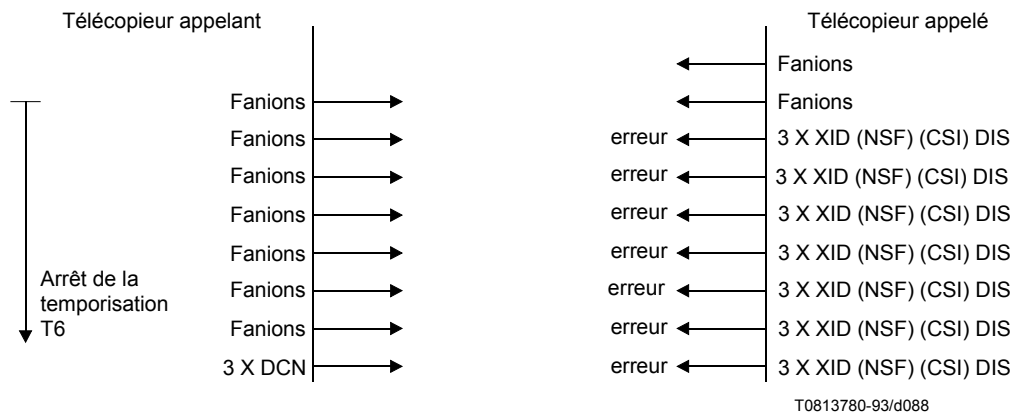 Télécopieur appelant Télécopieur appelé
Fanions
Fanions Fanions
Fanions erreur 3 X XID (NSF) (CSI) DIS
Fanions erreur 3 X XID (NSF) (CSI) DIS
Fanions erreur 3 X XID (NSF) (CSI) DIS
Fanions erreur 3 X XID (NSF) (CSI) DIS
Arrêt de la
temporisation
T6
Fanions erreur 3 X XID (NSF) (CSI) DIS
Fanions erreur 3 X XID (NSF) (CSI) DIS
3 X DCN erreur 3 X XID (NSF) (CSI) DIS
T0813780-93/d088